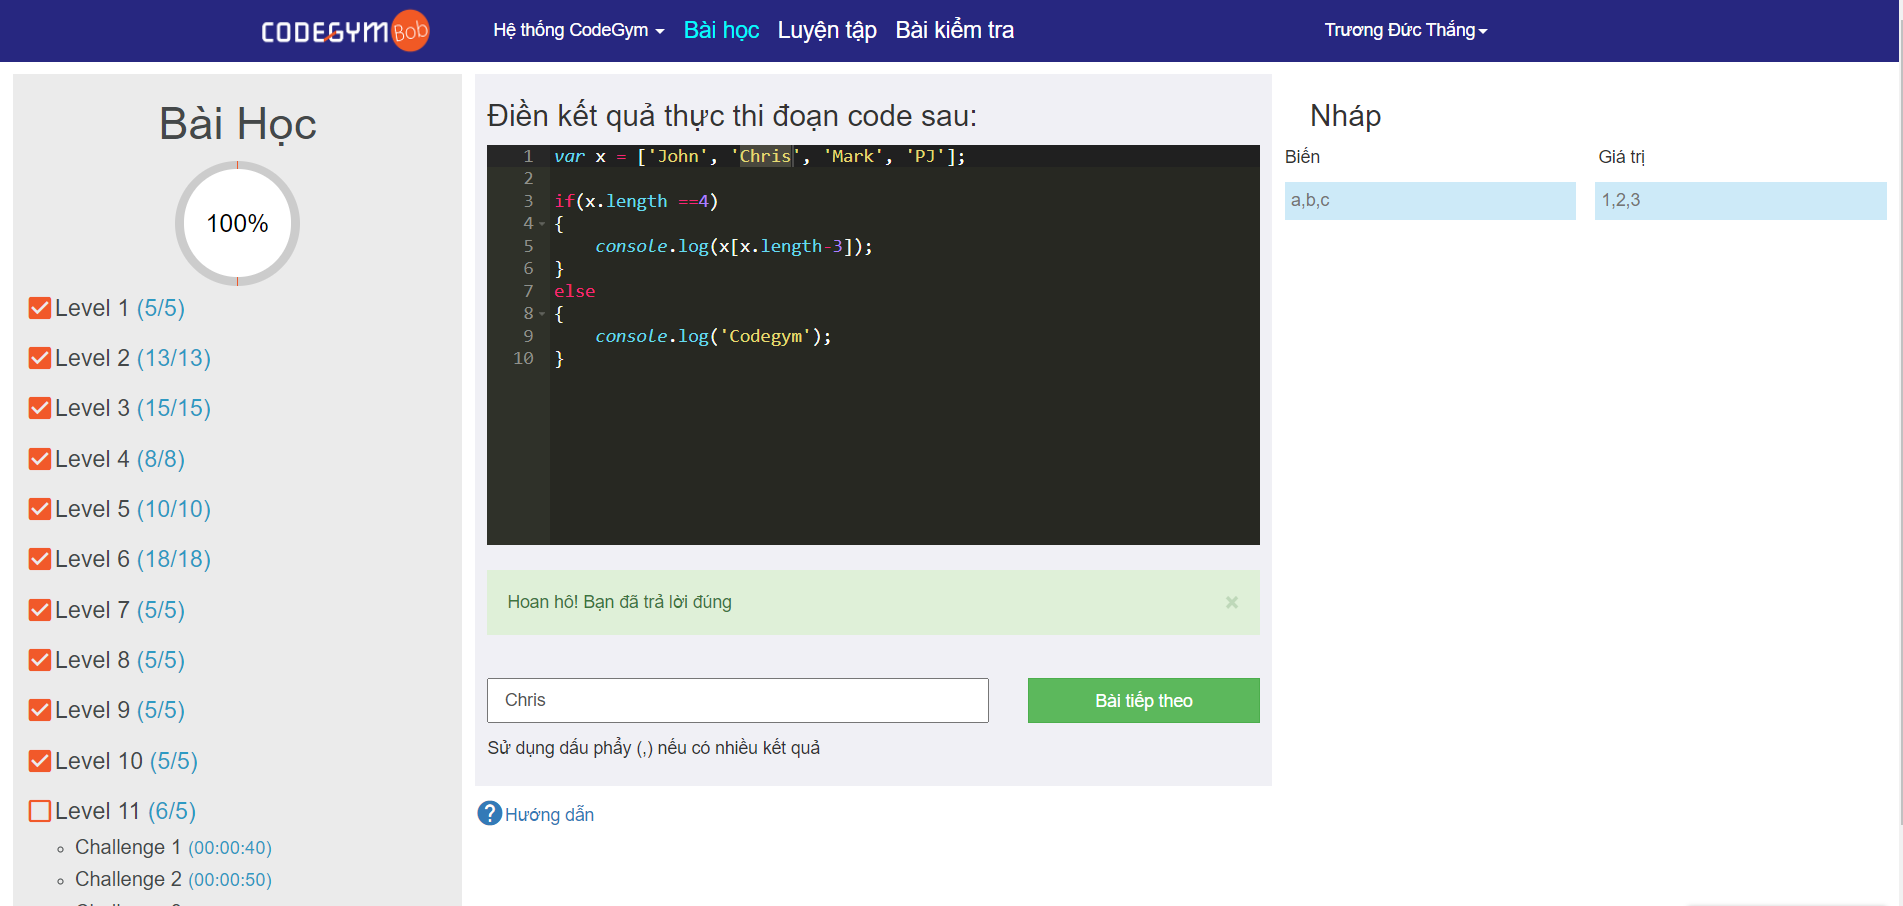 CODEGYM Bob
Hệ thống CodeGym
Bài học
Luyện tập
Bài kiểm tra
Trương Đức Thắng
Bài Học
100%
Level 1 (5/5)
Level 2 (13/13)
Level 3 (15/15)
Level 4 (8/8)
Level 5 (10/10)
Level 6 (18/18)
Level 7 (5/5)
Level 8 (5/5)
Level 9 (5/5)
Level 10 (5/5)
Level 11 (6/5)
Challenge 1 (00:00:40)
Challenge 2 (00:00:50)
Điền kết quả thực thi đoạn code sau:
1 var x = ['John', 'Chris', 'Mark', 'PJ'];
2
3 if(x.length ==4)
4 {
5 console.log(x[x.length-3]);
6 }
7 else
8 {
9 console.log('Codegym');
10 }
Hoan hô! Bạn đã trả lời đúng
×
Chris
Bài tiếp theo
Sử dụng dấu phẩy (,) nếu có nhiều kết quả
? Hướng dẫn
Nháp
Biến
Giá trị
a,b,c
1,2,3